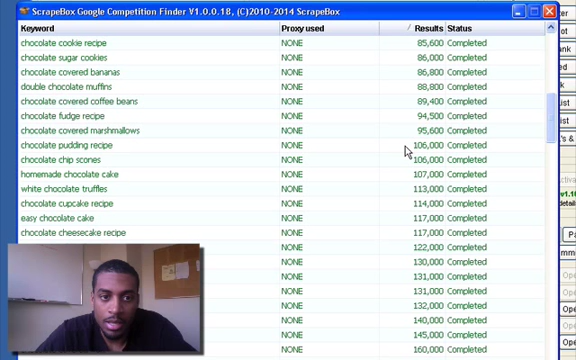 ScrapeBox Google Competition Finder V1.0.0.18, (C)2010-2014 ScrapeBox
Keyword Proxy used Results Status
chocolate cookie recipe NONE 85,600 Completed
chocolate sugar cookies NONE 86,000 Completed
chocolate covered bananas NONE 86,800 Completed
double chocolate muffins NONE 88,800 Completed
chocolate covered coffee beans NONE 89,400 Completed
chocolate fudge recipe NONE 94,500 Completed
chocolate covered marshmallows NONE 95,600 Completed
chocolate pudding recipe NONE 106,000 Completed
chocolate chip scones NONE 106,000 Completed
homemade chocolate cake NONE 107,000 Completed
white chocolate truffles NONE 113,000 Completed
chocolate cupcake recipe NONE 114,000 Completed
easy chocolate cake NONE 117,000 Completed
chocolate cheesecake recipe NONE 117,000 Completed
NONE 122,000 Completed
NONE 130,000 Completed
NONE 131,000 Completed
NONE 131,000 Completed
NONE 132,000 Completed
NONE 140,000 Completed
NONE 145,000 Completed
NONE 160,000 Completed